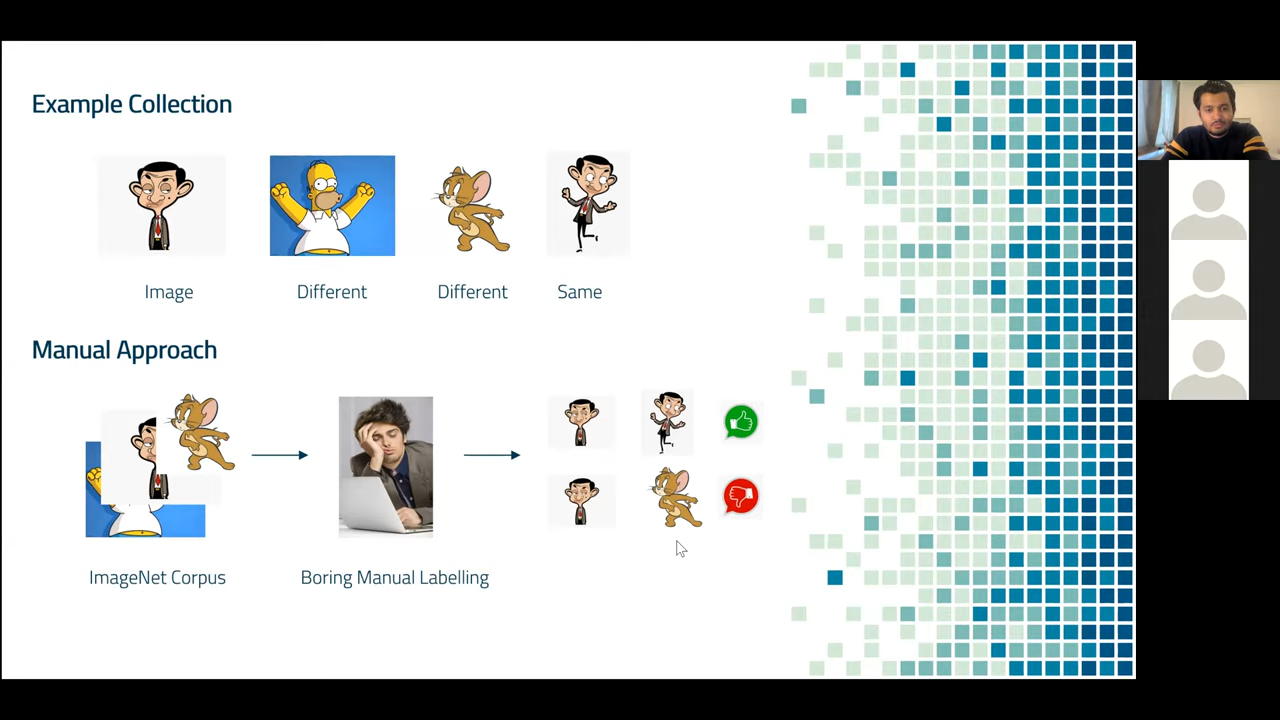 Example Collection
Image
Different
Different
Same
Manual Approach
ImageNet Corpus
Boring Manual Labelling